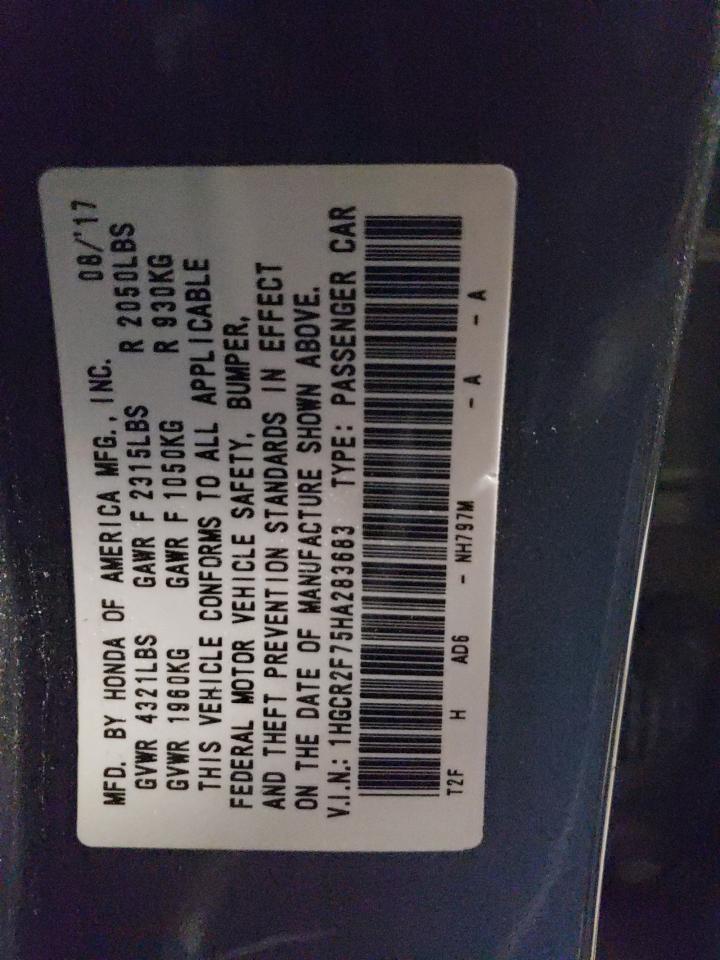 MFD. BY HONDA OF AMERICA MFG., INC. 08/'17
GVWR 4321LBS GAWR F 2315LBS R 2050LBS
GVWR 1960KG GAWR F 1050KG R 930KG
THIS VEHICLE CONFORMS TO ALL APPLICABLE
FEDERAL MOTOR VEHICLE SAFETY, BUMPER,
AND THEFT PREVENTION STANDARDS IN EFFECT
ON THE DATE OF MANUFACTURE SHOWN ABOVE.
V.I.N.: 1HGCR2F75HA283683 TYPE: PASSENGER CAR
T2F H AD6 - NH797M - A - A